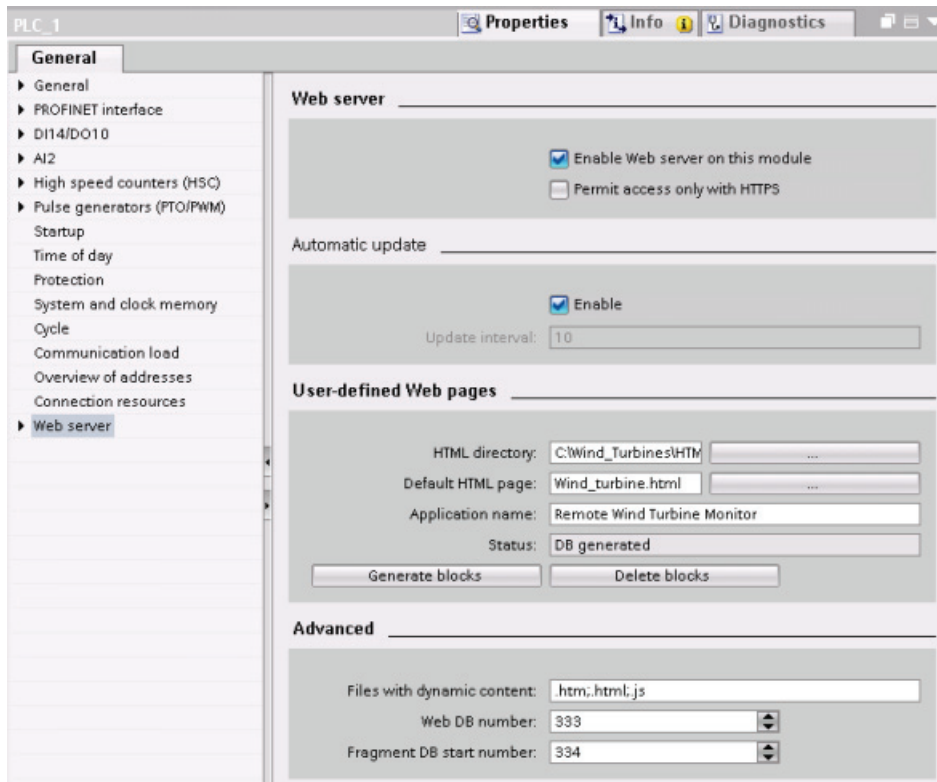 PLC_1
Properties
Info
Diagnostics
General
General
PROFINET interface
DI14/DO10
AI2
High speed counters (HSC)
Pulse generators (PTO/PWM)
Startup
Time of day
Protection
System and clock memory
Cycle
Communication load
Overview of addresses
Connection resources
Web server
Web server
Enable Web server on this module
Permit access only with HTTPS
Automatic update
Enable
Update interval: 10
User-defined Web pages
HTML directory: C:\Wind_Turbines\HTM ...
Default HTML page: Wind_turbine.html ...
Application name: Remote Wind Turbine Monitor
Status: DB generated
Generate blocks Delete blocks
Advanced
Files with dynamic content: .htm;.html;.js
Web DB number: 333
Fragment DB start number: 334